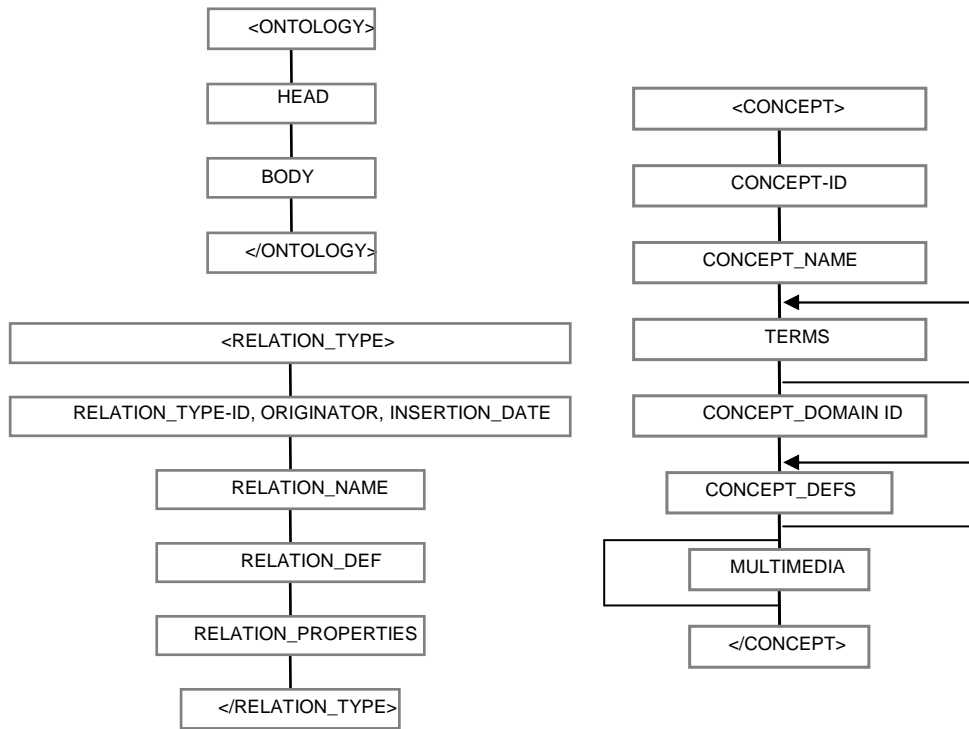 <ONTOLOGY>
HEAD
BODY
</ONTOLOGY>
<RELATION_TYPE>
RELATION_TYPE-ID, ORIGINATOR, INSERTION_DATE
RELATION_NAME
RELATION_DEF
RELATION_PROPERTIES
</RELATION_TYPE>
<CONCEPT>
CONCEPT-ID
CONCEPT_NAME
TERMS
CONCEPT_DOMAIN ID
CONCEPT_DEFS
MULTIMEDIA
</CONCEPT>